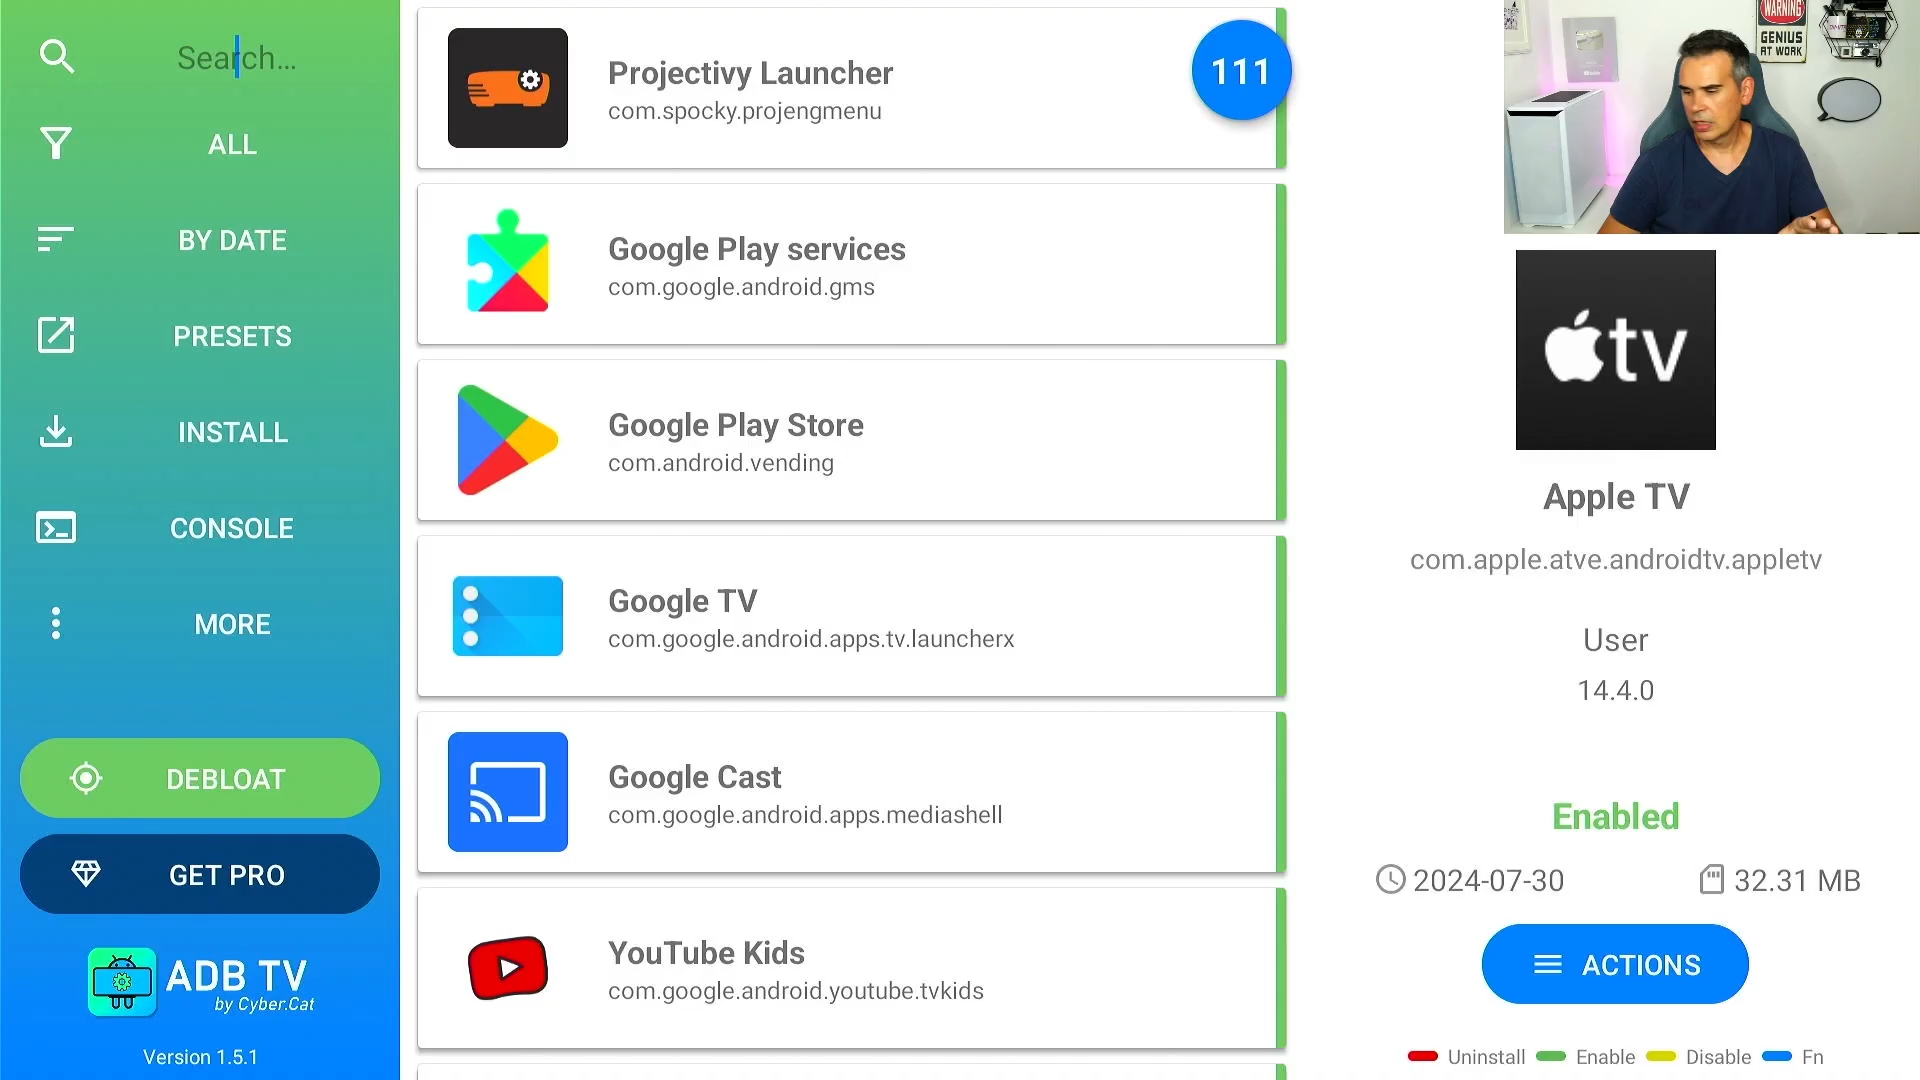 Search...
ALL
BY DATE
PRESETS
INSTALL
CONSOLE
MORE
DEBLOAT
GET PRO
ADB TV
by Cyber.Cat
Version 1.5.1
Projectivy Launcher
com.spocky.projengmenu
111
Google Play services
com.google.android.gms
Google Play Store
com.android.vending
Google TV
com.google.android.apps.tv.launcherx
Google Cast
com.google.android.apps.mediashell
YouTube Kids
com.google.android.youtube.tvkids
WARNING
GENIUS
AT WORK
tv
Apple TV
com.apple.atve.androidtv.appletv
User
14.4.0
Enabled
2024-07-30
32.31 MB
ACTIONS
Uninstall Enable Disable Fn